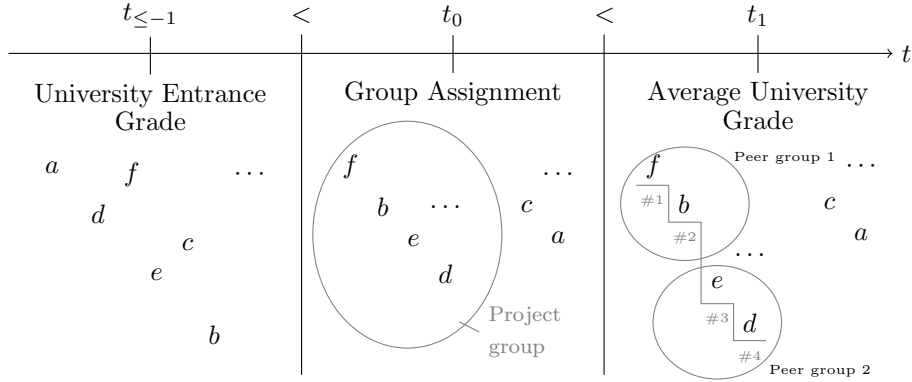 t≤−1 < t0 < t1
t
University Entrance
Grade
a
f
...
d
c
e
b
Group Assignment
f
b
...
e
d
c
a
...
Project
group
Average University
Grade
Peer group 1
f
...
#1
b
c
#2
a
...
e
#3
d
#4
Peer group 2